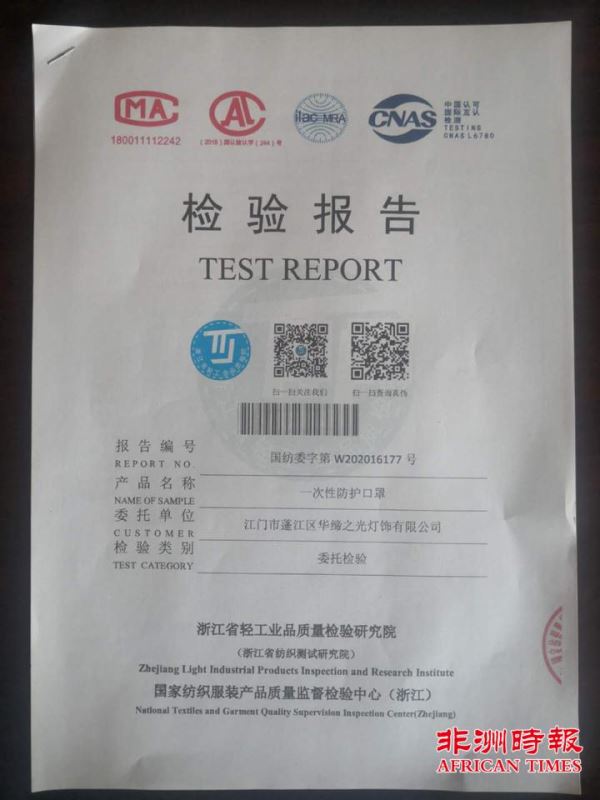 MA
AL
ilac-MRA
CNAS
中国认可
国际互认
检测
TESTING
CNAS L6780
180011112242
(2018)国认监认字(244)号
检验报告
TEST REPORT
扫一扫关注我们
扫一扫查询真伪
报告编号
REPORT NO.
国纺委字第 W202016177 号
产品名称
NAME OF SAMPLE
一次性防护口罩
委托单位
CUSTOMER
江门市蓬江区华缔之光灯饰有限公司
检验类别
TEST CATEGORY
委托检验
浙江省轻工业品质量检验研究院
(浙江省纺织测试研究院)
Zhejiang Light Industrial Products Inspection and Research Institute
国家纺织服装产品质量监督检验中心(浙江)
National Textiles and Garment Quality Supervision Inspection Center(Zhejiang)
非洲時報
AFRICAN TIMES